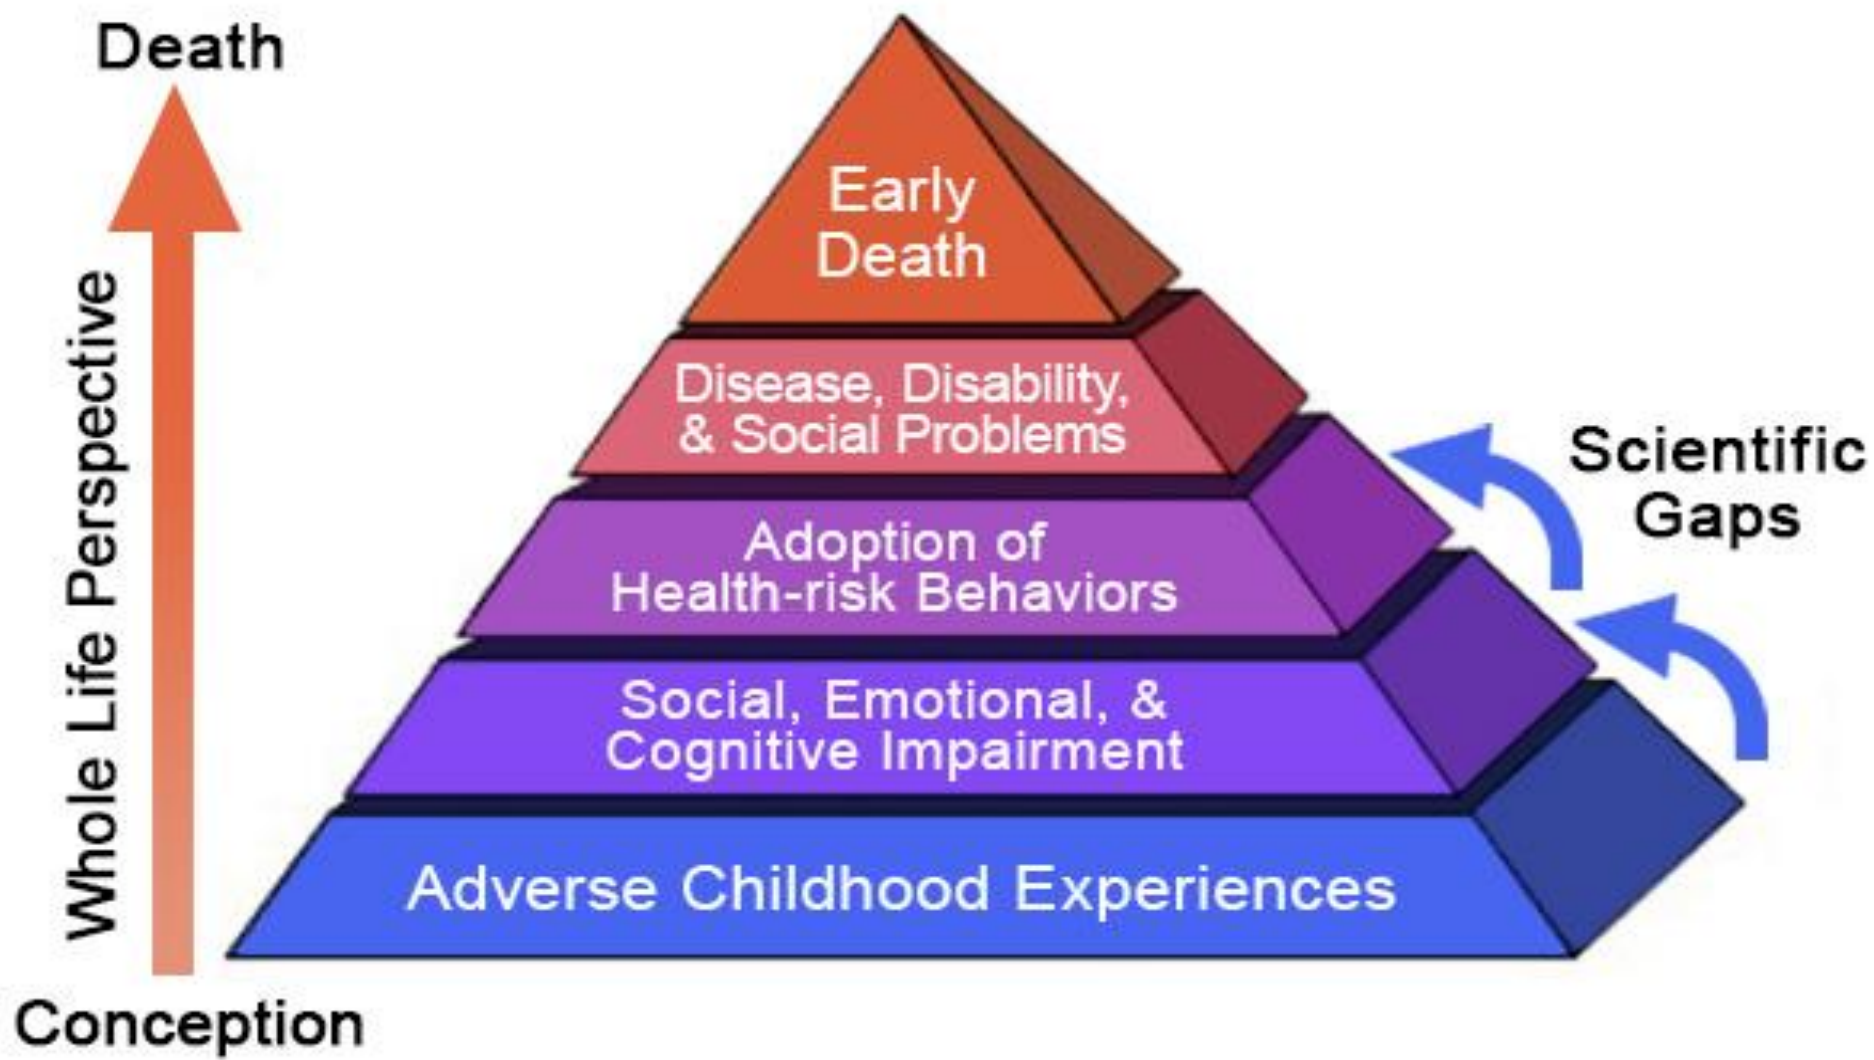 Death
Whole Life Perspective
Conception
Early
Death
Disease, Disability,
& Social Problems
Adoption of
Health-risk Behaviors
Social, Emotional, &
Cognitive Impairment
Adverse Childhood Experiences
Scientific
Gaps